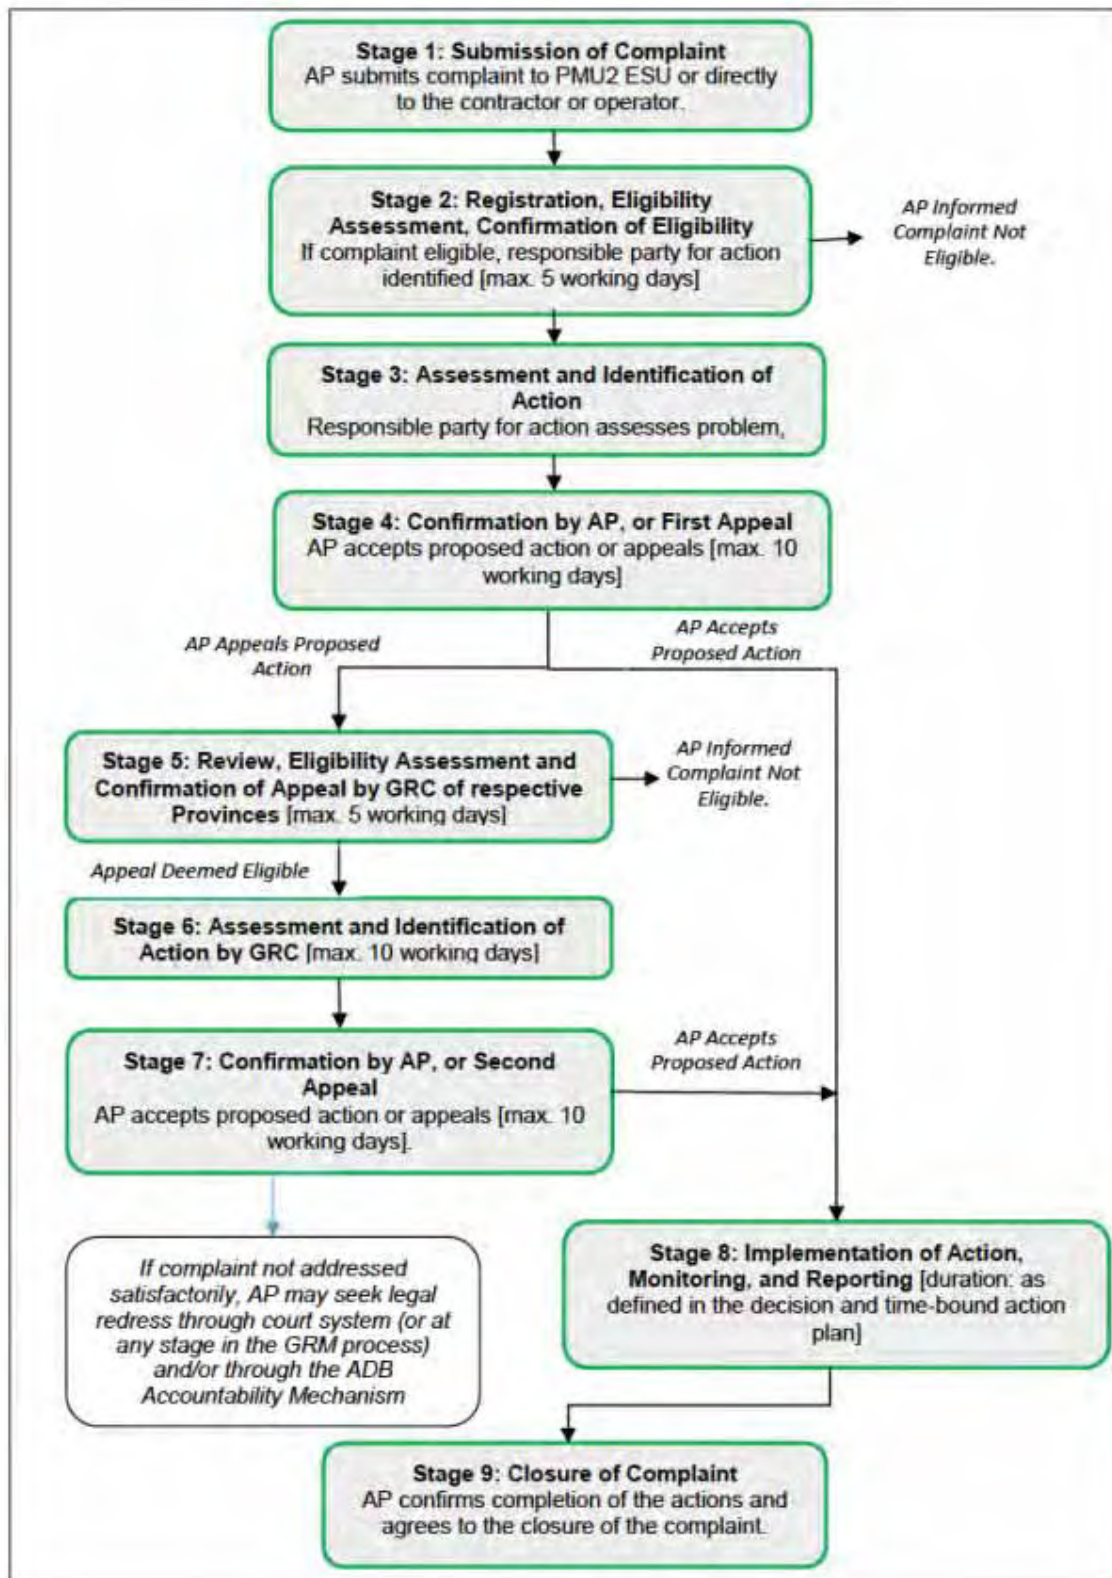 Stage 1: Submission of Complaint
AP submits complaint to PMU2 ESU or directly
to the contractor or operator.
Stage 2: Registration, Eligibility
Assessment, Confirmation of Eligibility
If complaint eligible, responsible party for action
identified [max. 5 working days]
AP Informed
Complaint Not
Eligible.
Stage 3: Assessment and Identification of
Action
Responsible party for action assesses problem,
Stage 4: Confirmation by AP, or First Appeal
AP accepts proposed action or appeals [max. 10
working days]
AP Appeals Proposed
Action
AP Accepts
Proposed Action
Stage 5: Review, Eligibility Assessment and
Confirmation of Appeal by GRC of respective
Provinces [max. 5 working days]
AP Informed
Complaint Not
Eligible.
Appeal Deemed Eligible
Stage 6: Assessment and Identification of
Action by GRC [max. 10 working days]
Stage 7: Confirmation by AP, or Second
Appeal
AP accepts proposed action or appeals [max. 10
working days].
AP Accepts
Proposed Action
If complaint not addressed
satisfactorily, AP may seek legal
redress through court system (or at
any stage in the GRM process)
and/or through the ADB
Accountability Mechanism
Stage 8: Implementation of Action,
Monitoring, and Reporting [duration: as
defined in the decision and time-bound action
plan]
Stage 9: Closure of Complaint
AP confirms completion of the actions and
agrees to the closure of the complaint.